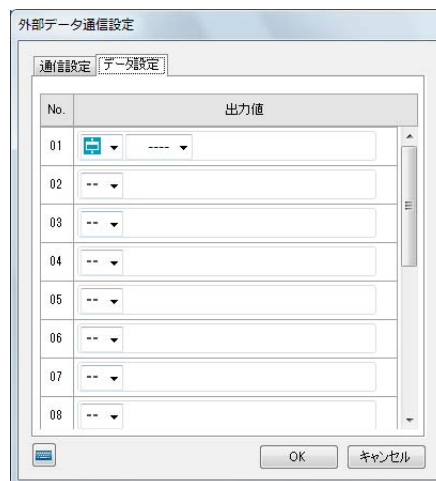 外部データ通信設定
通信設定 データ設定
No. 出力値
01 ----
02 --
03 --
04 --
05 --
06 --
07 --
08 --
OK キャンセル